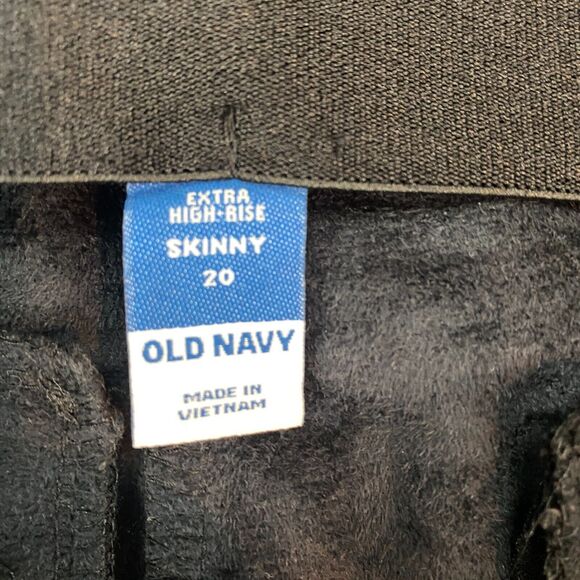 EXTRA
HIGH-RISE
SKINNY
20
OLD NAVY
MADE IN
VIETNAM